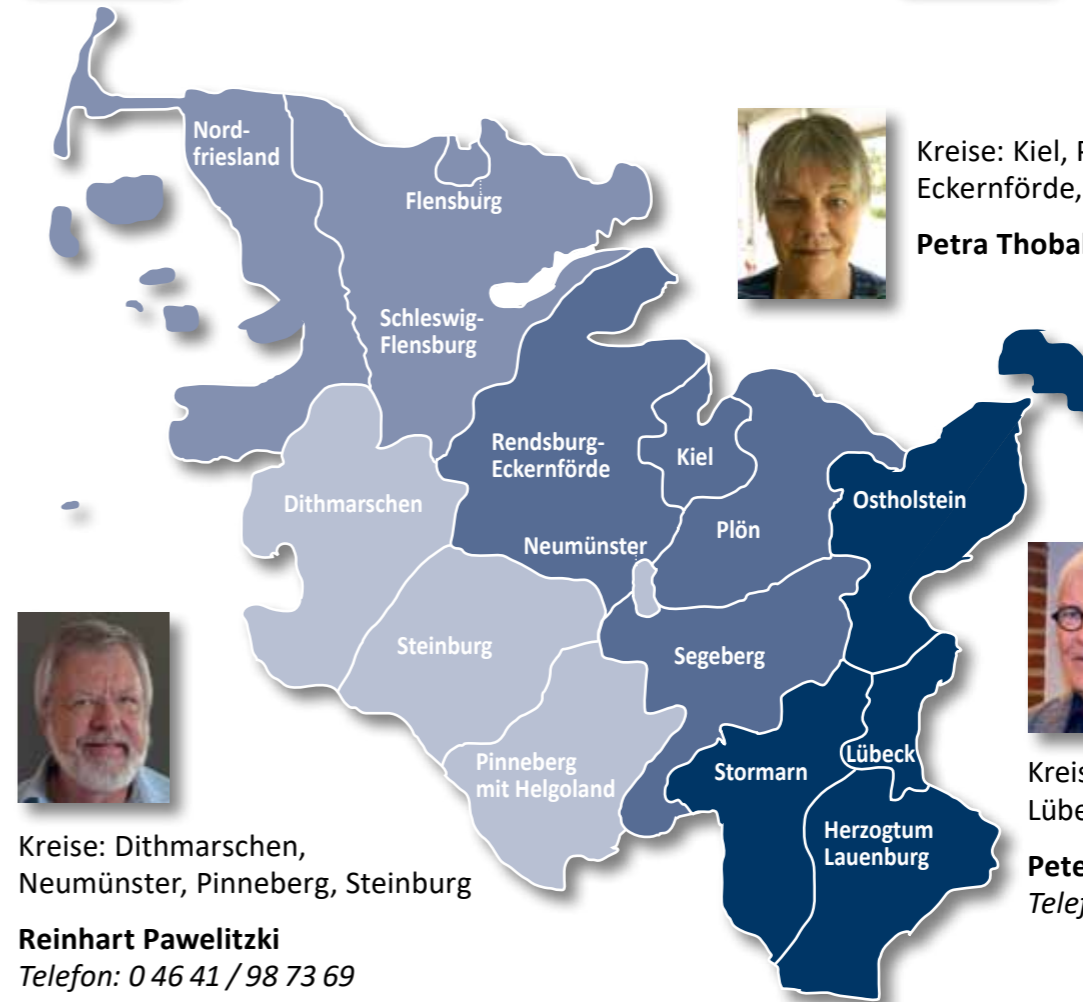 Nord-
friesland
Flensburg
Schleswig-
Flensburg
Kreise: Kiel,
Eckernförde,
Petra
Rendsburg-
Eckernförde
Kiel
Dithmarschen
Ostholstein
Plön
Neumünster
Steinburg
Segeberg
Pinneberg
mit Helgoland
Stormarn
Lübeck
Herzogtum
Lauenburg
Kreise: Dithmarschen,
Neumünster, Pinneberg, Steinburg
Reinhart Pawelitzki
Telefon: 0 46 41 / 98 73 69